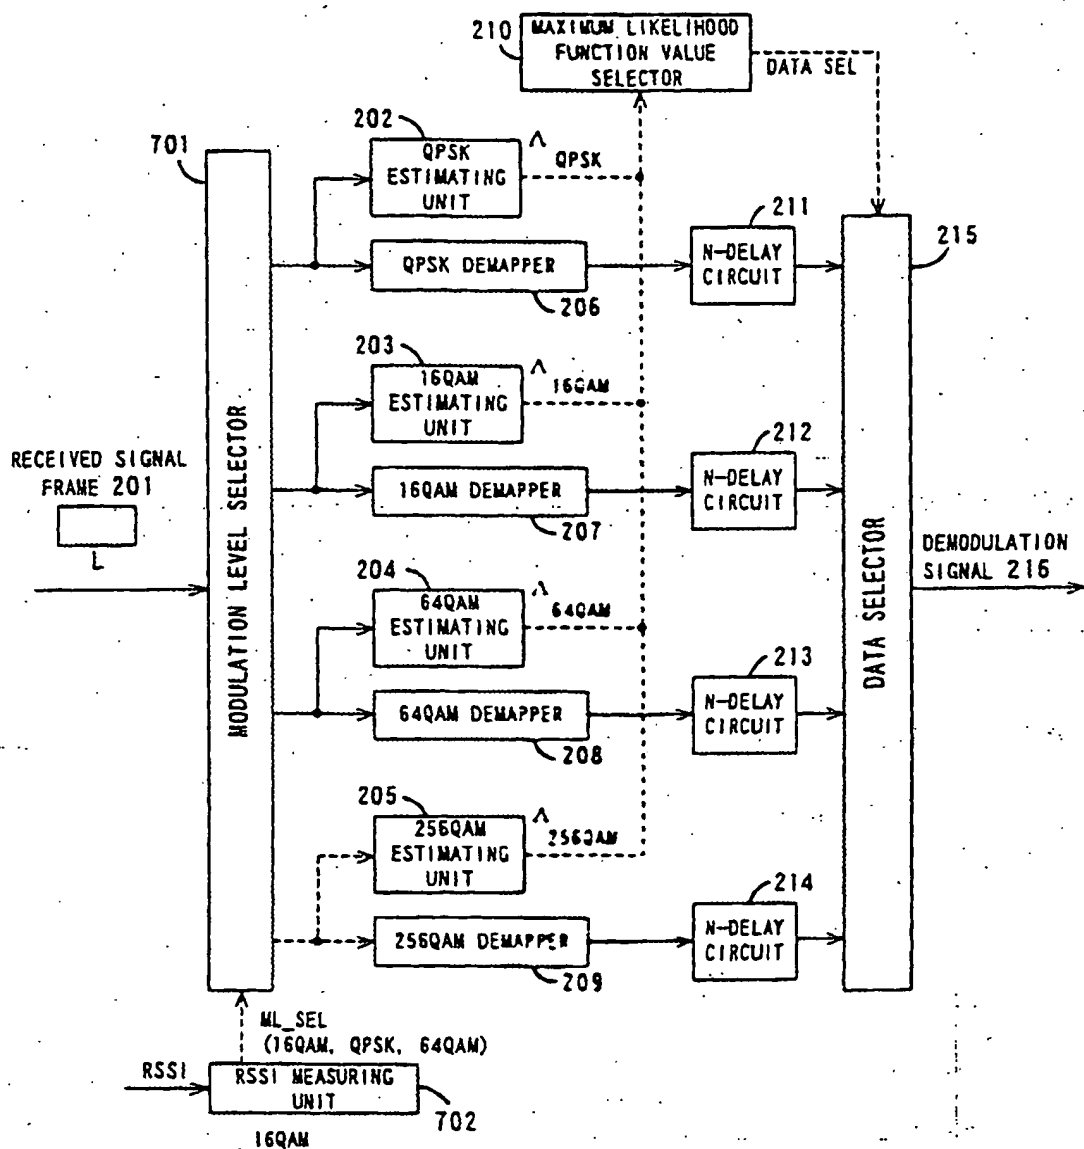 210
MAXIMUM LIKELIHOOD
FUNCTION VALUE
SELECTOR
DATA SEL
701
202
QPSK
ESTIMATING
UNIT
Λ QPSK
211
N-DELAY
CIRCUIT
215
QPSK DEMAPPER
206
203
16QAM
ESTIMATING
UNIT
Λ 16QAM
212
N-DELAY
CIRCUIT
RECEIVED SIGNAL
FRAME 201
L
MODULATION LEVEL SELECTOR
16QAM DEMAPPER
207
DATA SELECTOR
DEMODULATION
SIGNAL 216
204
64QAM
ESTIMATING
UNIT
Λ 64QAM
213
N-DELAY
CIRCUIT
64QAM DEMAPPER
208
205
256QAM
ESTIMATING
UNIT
Λ 256QAM
214
N-DELAY
CIRCUIT
256QAM DEMAPPER
209
ML_SEL
(16QAM, QPSK, 64QAM)
RSSI
RSSI MEASURING
UNIT
702
16QAM